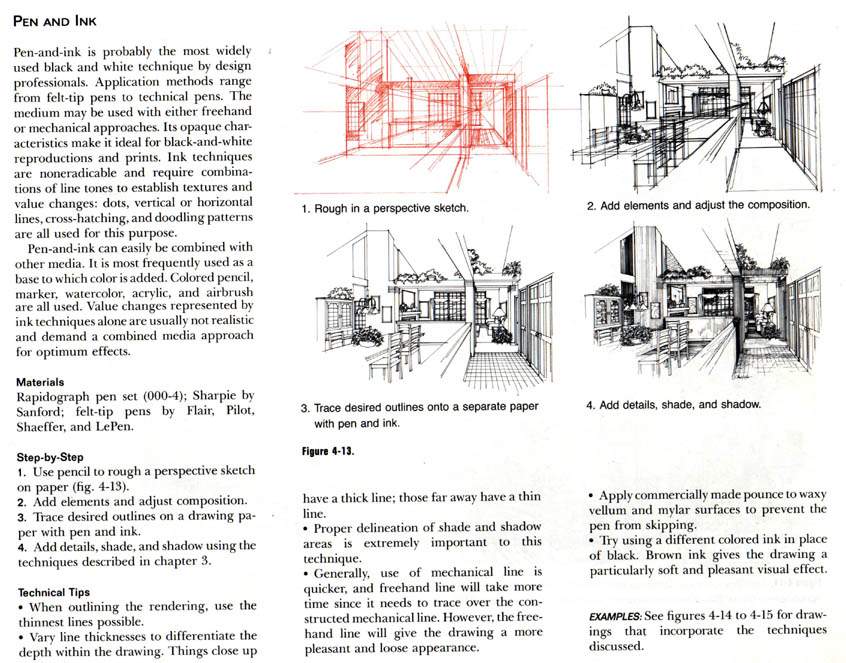 PEN AND INK
Pen-and-ink is probably the most widely
used black and white technique by design
professionals. Application methods range
from felt-tip pens to technical pens. The
medium may be used with either freehand
or mechanical approaches. Its opaque char-
acteristics make it ideal for black-and-white
reproductions and prints. Ink techniques
are noneradicable and require combina-
tions of line tones to establish textures and
value changes: dots, vertical or horizontal
lines, cross-hatching, and doodling patterns
are all used for this purpose.
Pen-and-ink can easily be combined with
other media. It is most frequently used as a
base to which color is added. Colored pencil,
marker, watercolor, acrylic, and airbrush
are all used. Value changes represented by
ink techniques alone are usually not realistic
and demand a combined media approach
for optimum effects.
Materials
Rapidograph pen set (000-4); Sharpie by
Sanford; felt-tip pens by Flair, Pilot,
Shaeffer, and LePen.
Step-by-Step
1. Use pencil to rough a perspective sketch
on paper (fig. 4-13).
2. Add elements and adjust composition.
3. Trace desired outlines on a drawing pa-
per with pen and ink.
4. Add details, shade, and shadow using the
techniques described in chapter 3.
Technical Tips
• When outlining the rendering, use the
thinnest lines possible.
• Vary line thicknesses to differentiate the
depth within the drawing. Things close up
1. Rough in a perspective sketch.
2. Add elements and adjust the composition.
3. Trace desired outlines onto a separate paper
with pen and ink.
4. Add details, shade, and shadow.
Figure 4-13.
have a thick line; those far away have a thin
line.
• Proper delineation of shade and shadow
areas is extremely important to this
technique.
• Generally, use of mechanical line is
quicker, and freehand line will take more
time since it needs to trace over the con-
structed mechanical line. However, the free-
hand line will give the drawing a more
pleasant and loose appearance.
• Apply commercially made pounce to waxy
vellum and mylar surfaces to prevent the
pen from skipping.
• Try using a different colored ink in place
of black. Brown ink gives the drawing a
particularly soft and pleasant visual effect.
EXAMPLES: See figures 4-14 to 4-15 for draw-
ings that incorporate the techniques
discussed.